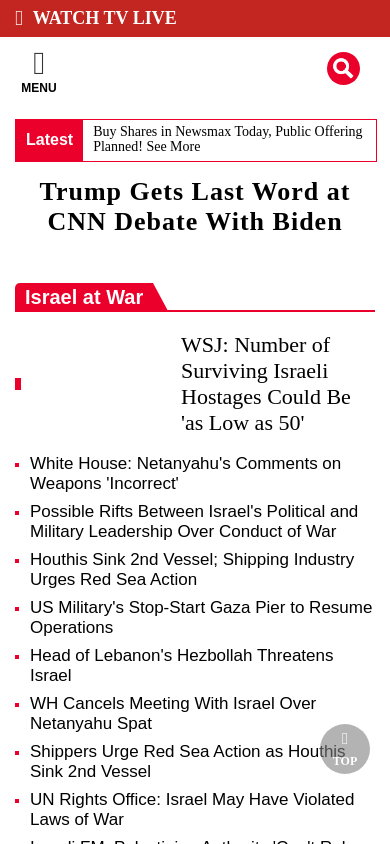 WATCH TV LIVE
MENU
Latest
Buy Shares in Newsmax Today, Public Offering
Planned! See More
Trump Gets Last Word at
CNN Debate With Biden
Israel at War
WSJ: Number of
Surviving Israeli
Hostages Could Be
'as Low as 50'
White House: Netanyahu's Comments on
Weapons 'Incorrect'
Possible Rifts Between Israel's Political and
Military Leadership Over Conduct of War
Houthis Sink 2nd Vessel; Shipping Industry
Urges Red Sea Action
US Military's Stop-Start Gaza Pier to Resume
Operations
Head of Lebanon's Hezbollah Threatens
Israel
WH Cancels Meeting With Israel Over
Netanyahu Spat
Shippers Urge Red Sea Action as Houthis
Sink 2nd Vessel
TOP
UN Rights Office: Israel May Have Violated
Laws of War